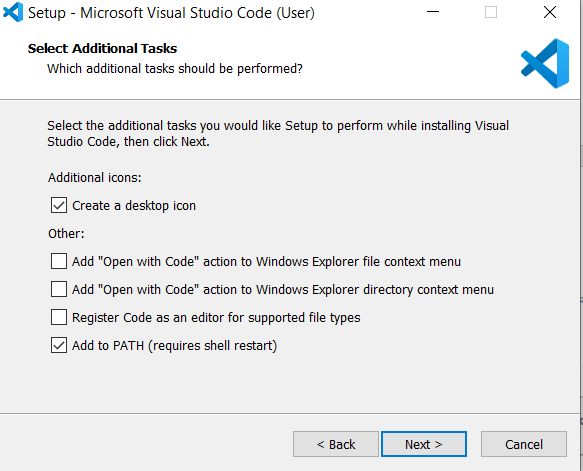 Setup - Microsoft Visual Studio Code (User)
Select Additional Tasks
Which additional tasks should be performed?
Select the additional tasks you would like Setup to perform while installing Visual
Studio Code, then click Next.
Additional icons:
Create a desktop icon
Other:
Add "Open with Code" action to Windows Explorer file context menu
Add "Open with Code" action to Windows Explorer directory context menu
Register Code as an editor for supported file types
Add to PATH (requires shell restart)
< Back
Next >
Cancel